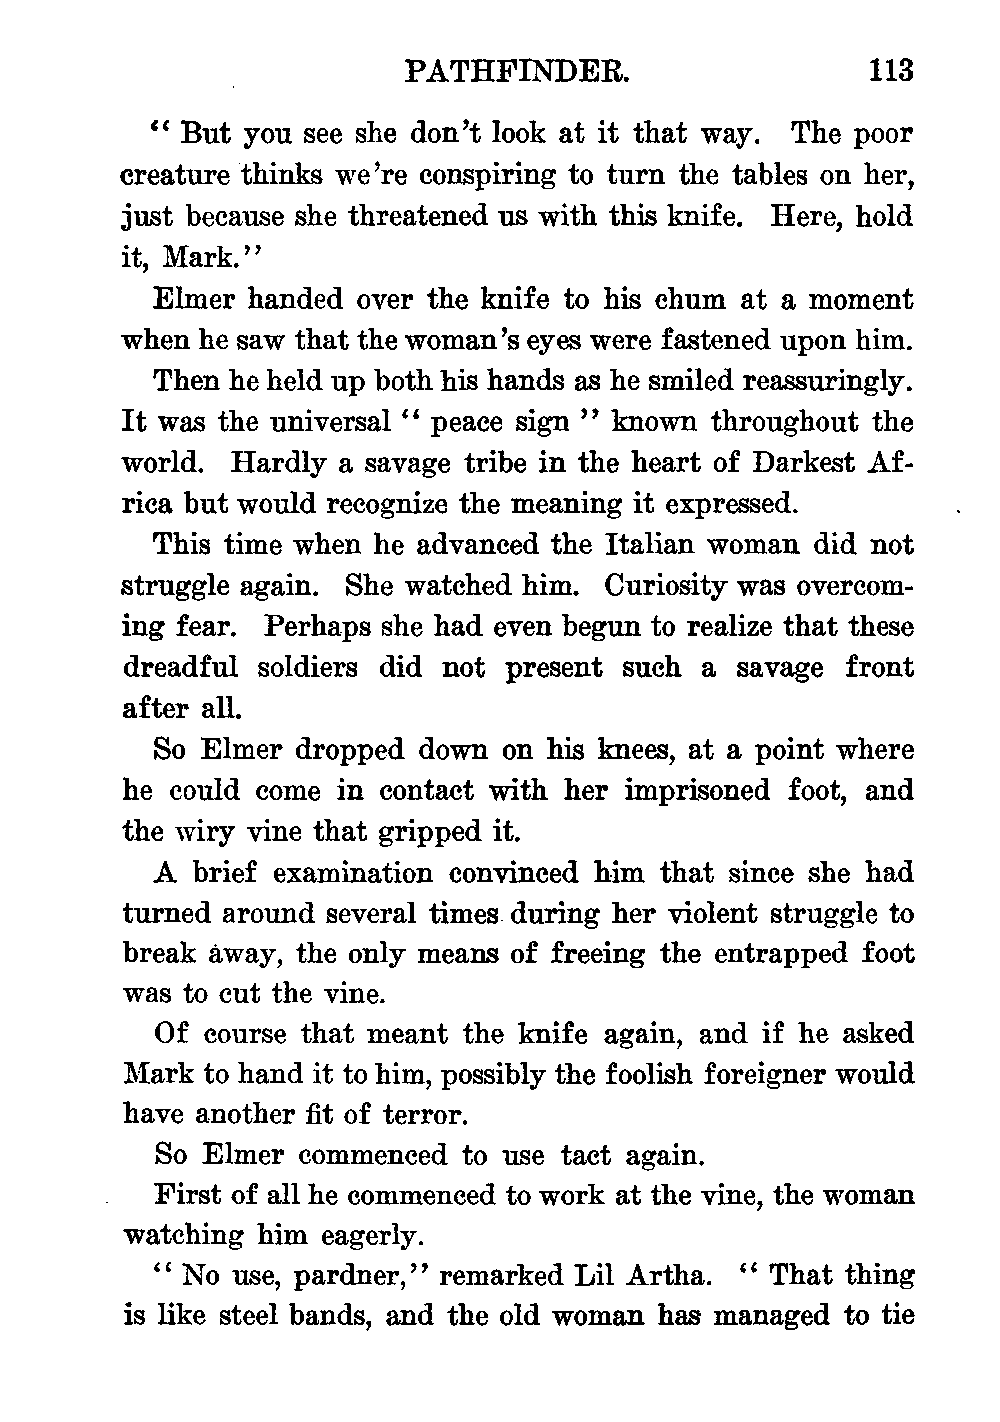 PATHFINDER. 113
“ But you see she don’t look at it that way. The poor
creature thinks we’re conspiring to turn the tables on her,
just because she threatened us with this knife. Here, hold
it, Mark.”
Elmer handed over the knife to his chum at a moment
when he saw that the woman’s eyes were fastened upon him.
Then he held up both his hands as he smiled reassuringly.
It was the universal “ peace sign ” known throughout the
world. Hardly a savage tribe in the heart of Darkest Af-
rica but would recognize the meaning it expressed.
This time when he advanced the Italian woman did not
struggle again. She watched him. Curiosity was overcom-
ing fear. Perhaps she had even begun to realize that these
dreadful soldiers did not present such a savage front
after all.
So Elmer dropped down on his knees, at a point where
he could come in contact with her imprisoned foot, and
the wiry vine that gripped it.
A brief examination convinced him that since she had
turned around several times during her violent struggle to
break away, the only means of freeing the entrapped foot
was to cut the vine.
Of course that meant the knife again, and if he asked
Mark to hand it to him, possibly the foolish foreigner would
have another fit of terror.
So Elmer commenced to use tact again.
First of all he commenced to work at the vine, the woman
watching him eagerly.
“ No use, pardner,” remarked Lil Artha. “ That thing
is like steel bands, and the old woman has managed to tie